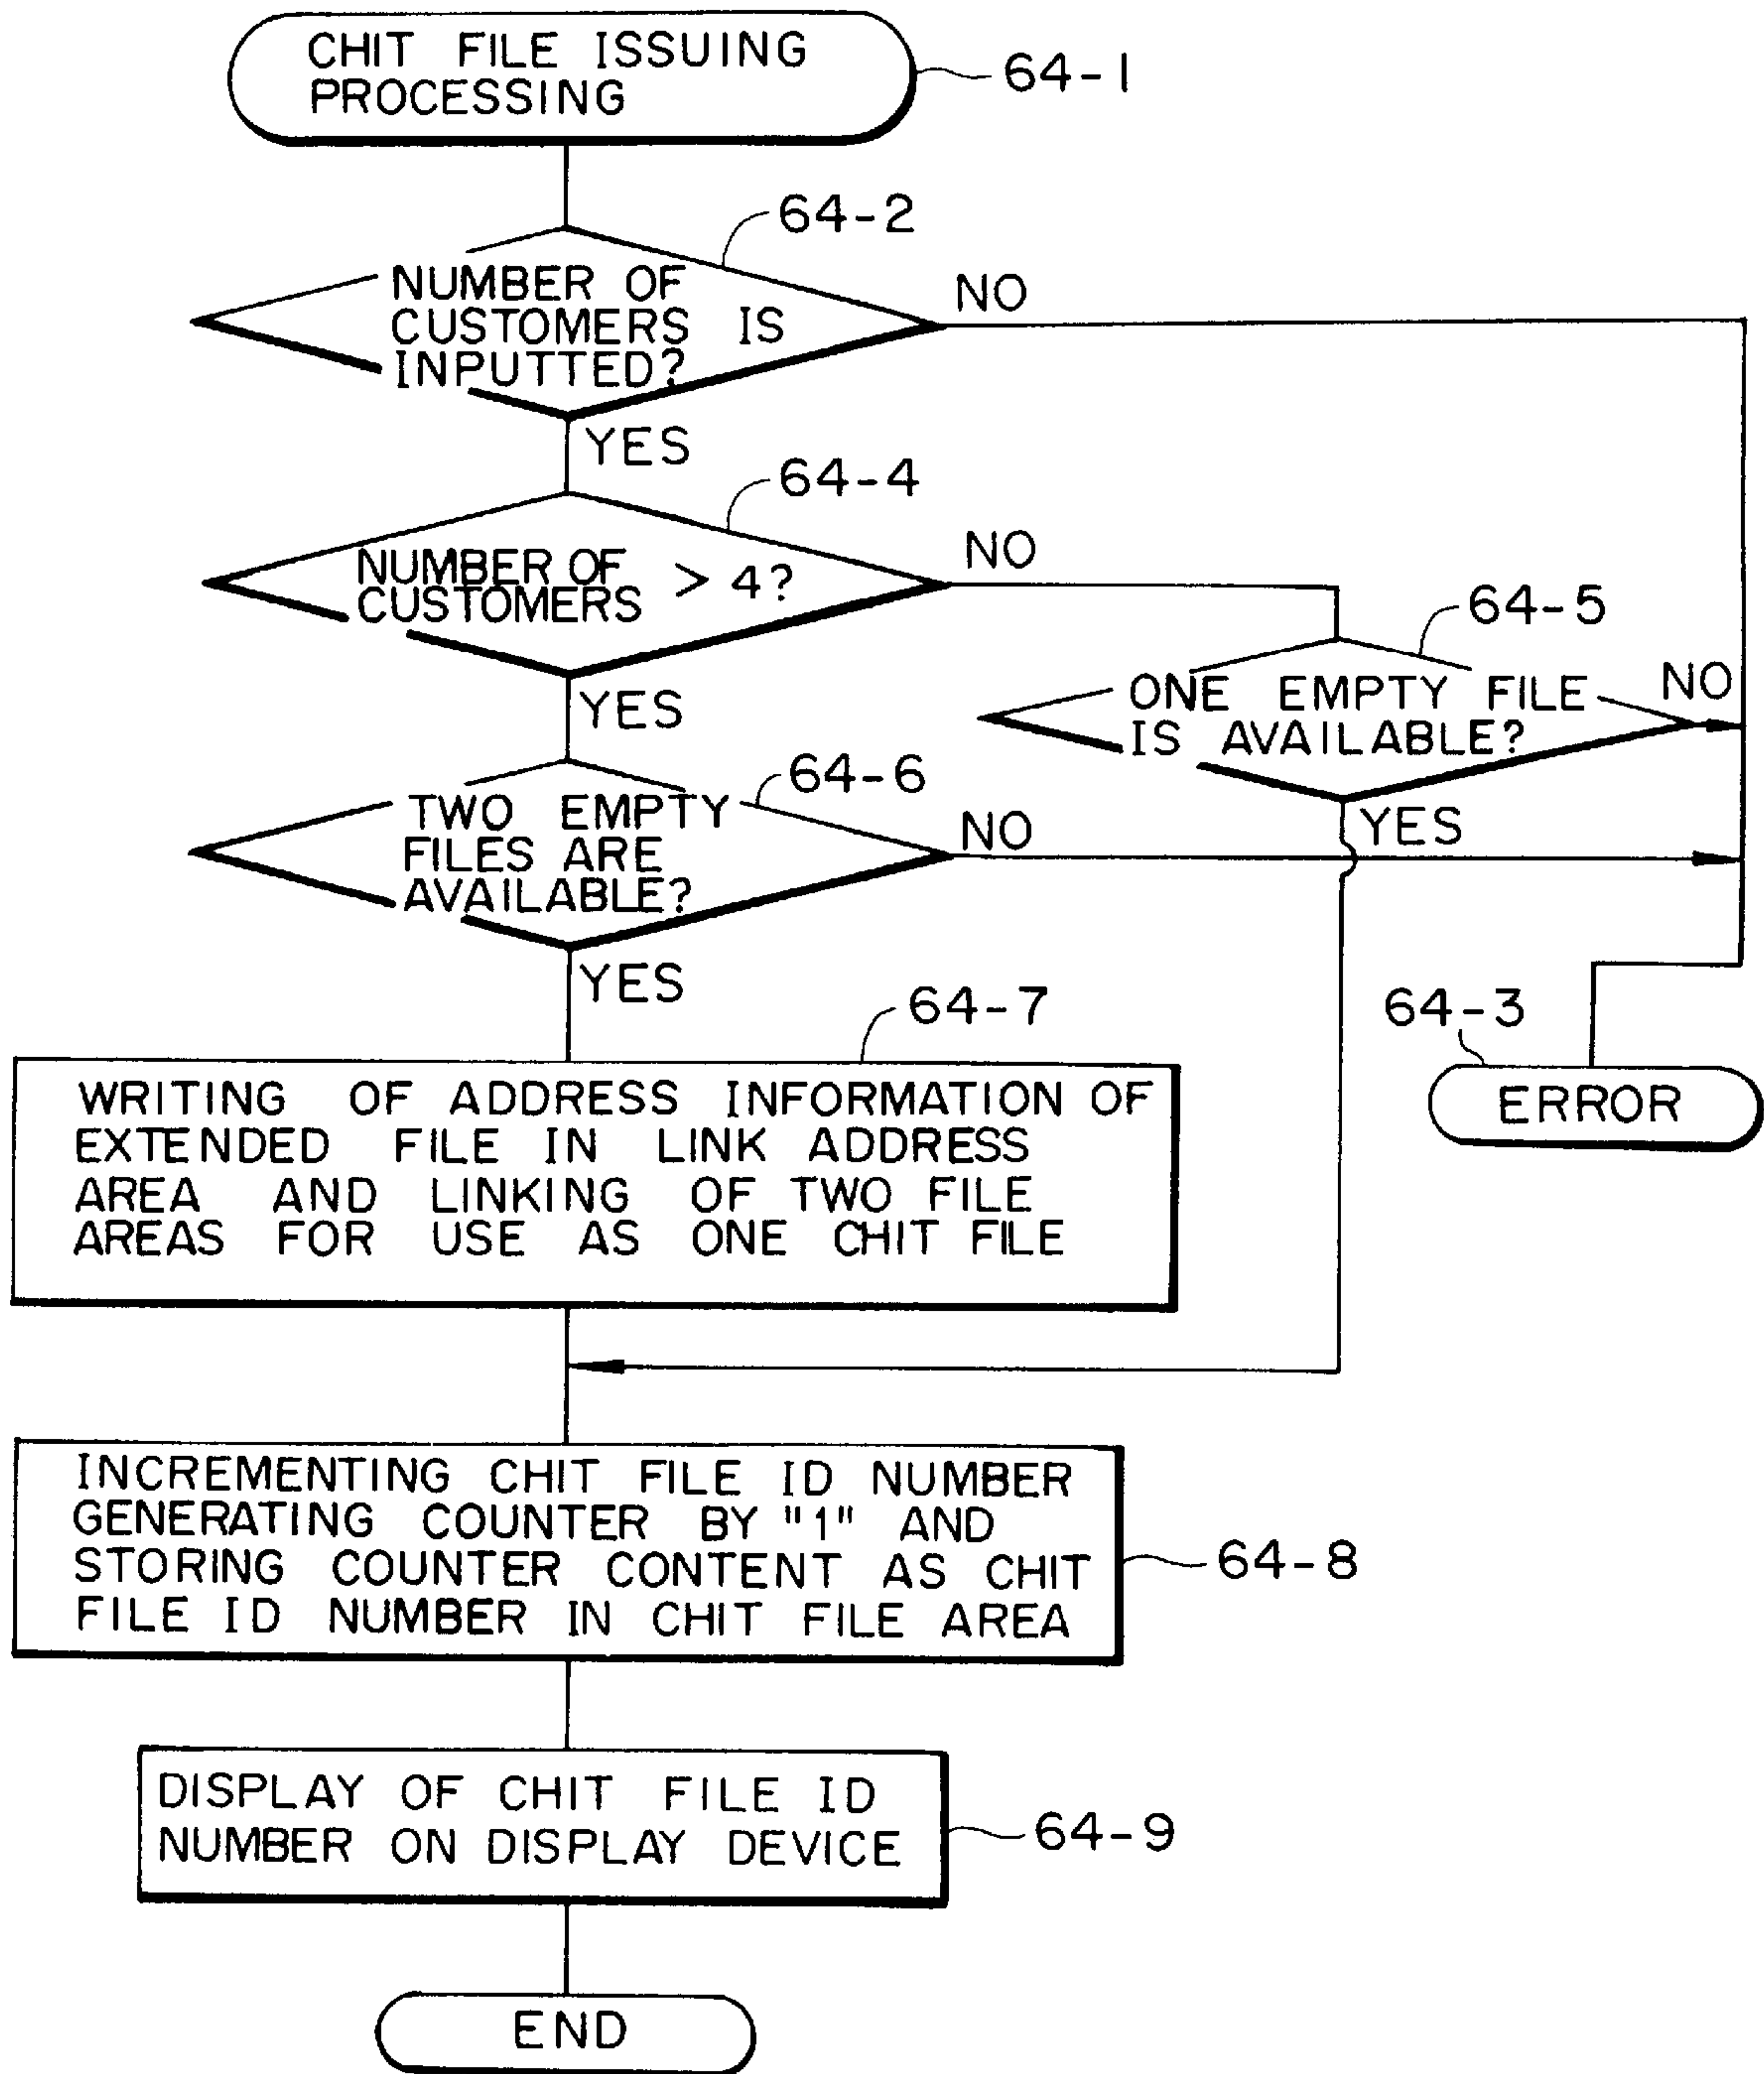 CHIT FILE ISSUING
PROCESSING
64-1
64-2
NUMBER OF
CUSTOMERS IS
INPUTTED?
NO
YES
64-4
NUMBER OF
CUSTOMERS > 4?
NO
YES
64-5
ONE EMPTY FILE
IS AVAILABLE?
NO
YES
64-6
TWO EMPTY
FILES ARE
AVAILABLE?
NO
YES
64-3
ERROR
64-7
WRITING OF ADDRESS INFORMATION OF
EXTENDED FILE IN LINK ADDRESS
AREA AND LINKING OF TWO FILE
AREAS FOR USE AS ONE CHIT FILE
INCREMENTING CHIT FILE ID NUMBER
GENERATING COUNTER BY "1" AND
STORING COUNTER CONTENT AS CHIT
FILE ID NUMBER IN CHIT FILE AREA
64-8
DISPLAY OF CHIT FILE ID
NUMBER ON DISPLAY DEVICE
64-9
END